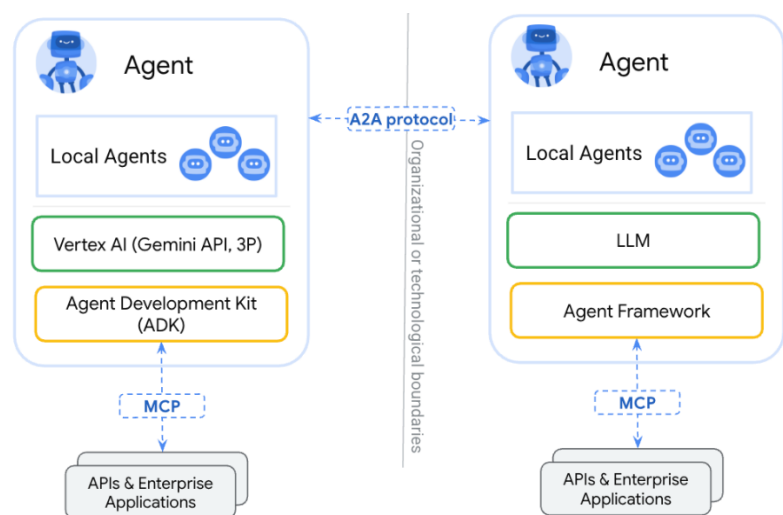 Agent
Local Agents
Vertex AI (Gemini API, 3P)
Agent Development Kit
(ADK)
MCP
APIs & Enterprise
Applications
A2A protocol
Organizational or technological boundaries
Agent
Local Agents
LLM
Agent Framework
MCP
APIs & Enterprise
Applications